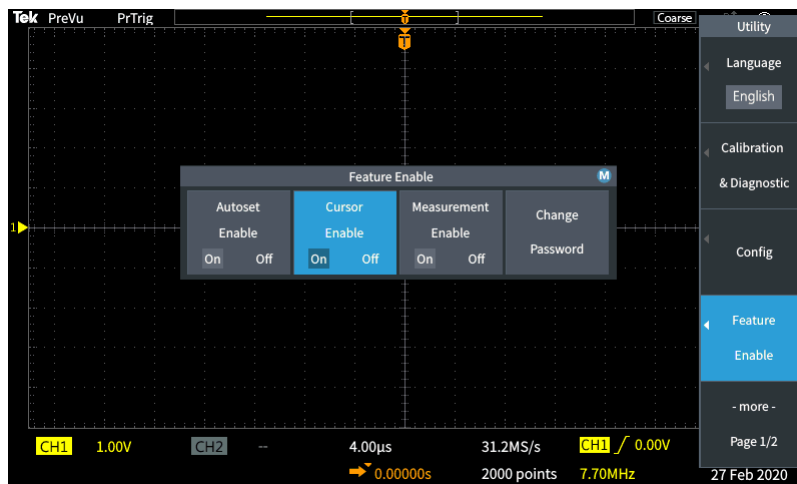 Tek PreVu PrTrig Coarse
T
T
Utility
Language
English
Calibration
& Diagnostic
Config
Feature
Enable
- more -
Page 1/2
Feature Enable M
Autoset
Enable
On Off
Cursor
Enable
On Off
Measurement
Enable
On Off
Change
Password
1
CH1 1.00V CH2 -- 4.00µs 31.2MS/s CH1 0.00V
0.00000s 2000 points 7.70MHz 27 Feb 2020